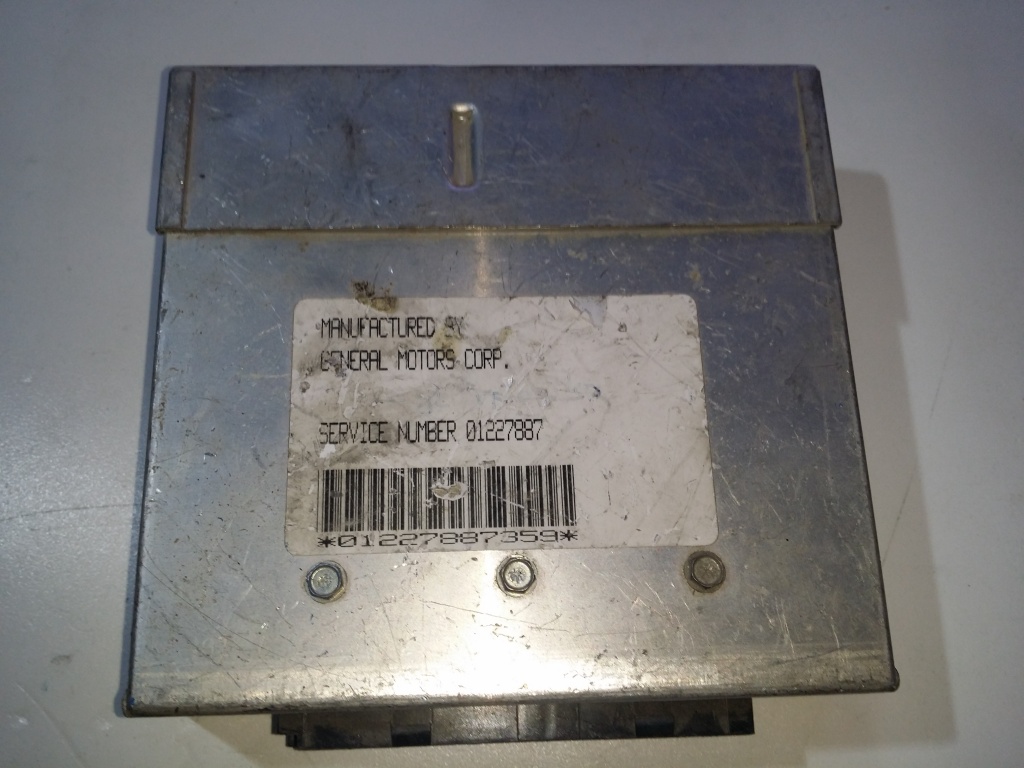 MANUFACTURED BY
GENERAL MOTORS CORP.
SERVICE NUMBER 01227887
*01227887359*